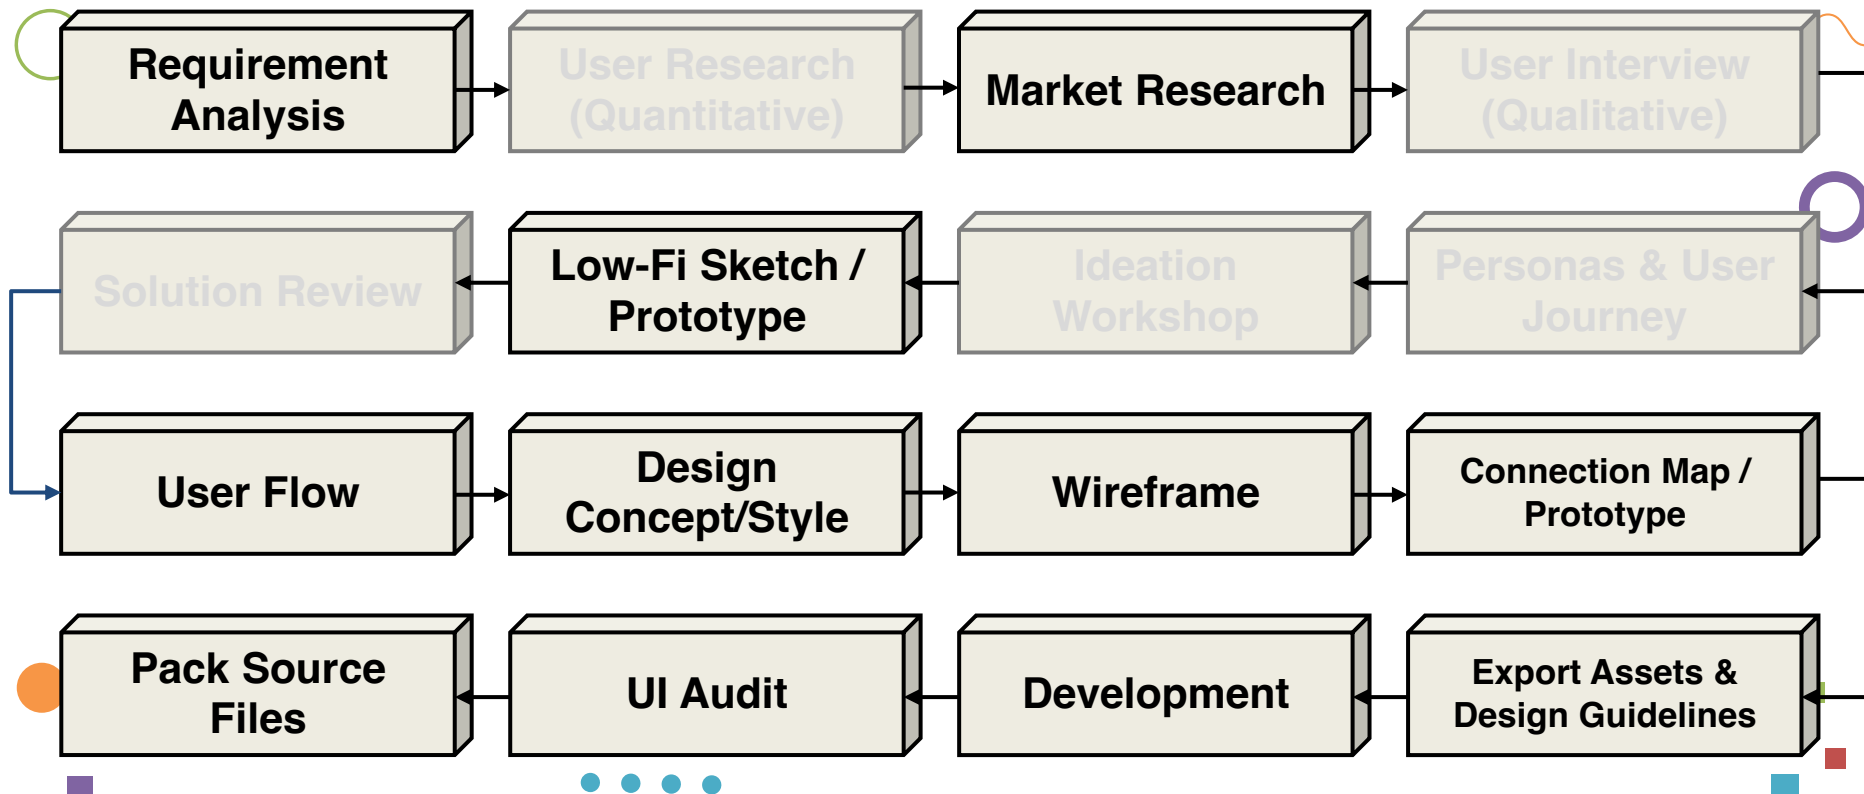 Requirement
Analysis
User Research
(Quantitative)
Market Research
User Interview
(Qualitative)
Solution Review
Low-Fi Sketch /
Prototype
Ideation
Workshop
Personas & User
Journey
User Flow
Design
Concept/Style
Wireframe
Connection Map /
Prototype
Pack Source
Files
UI Audit
Development
Export Assets &
Design Guidelines